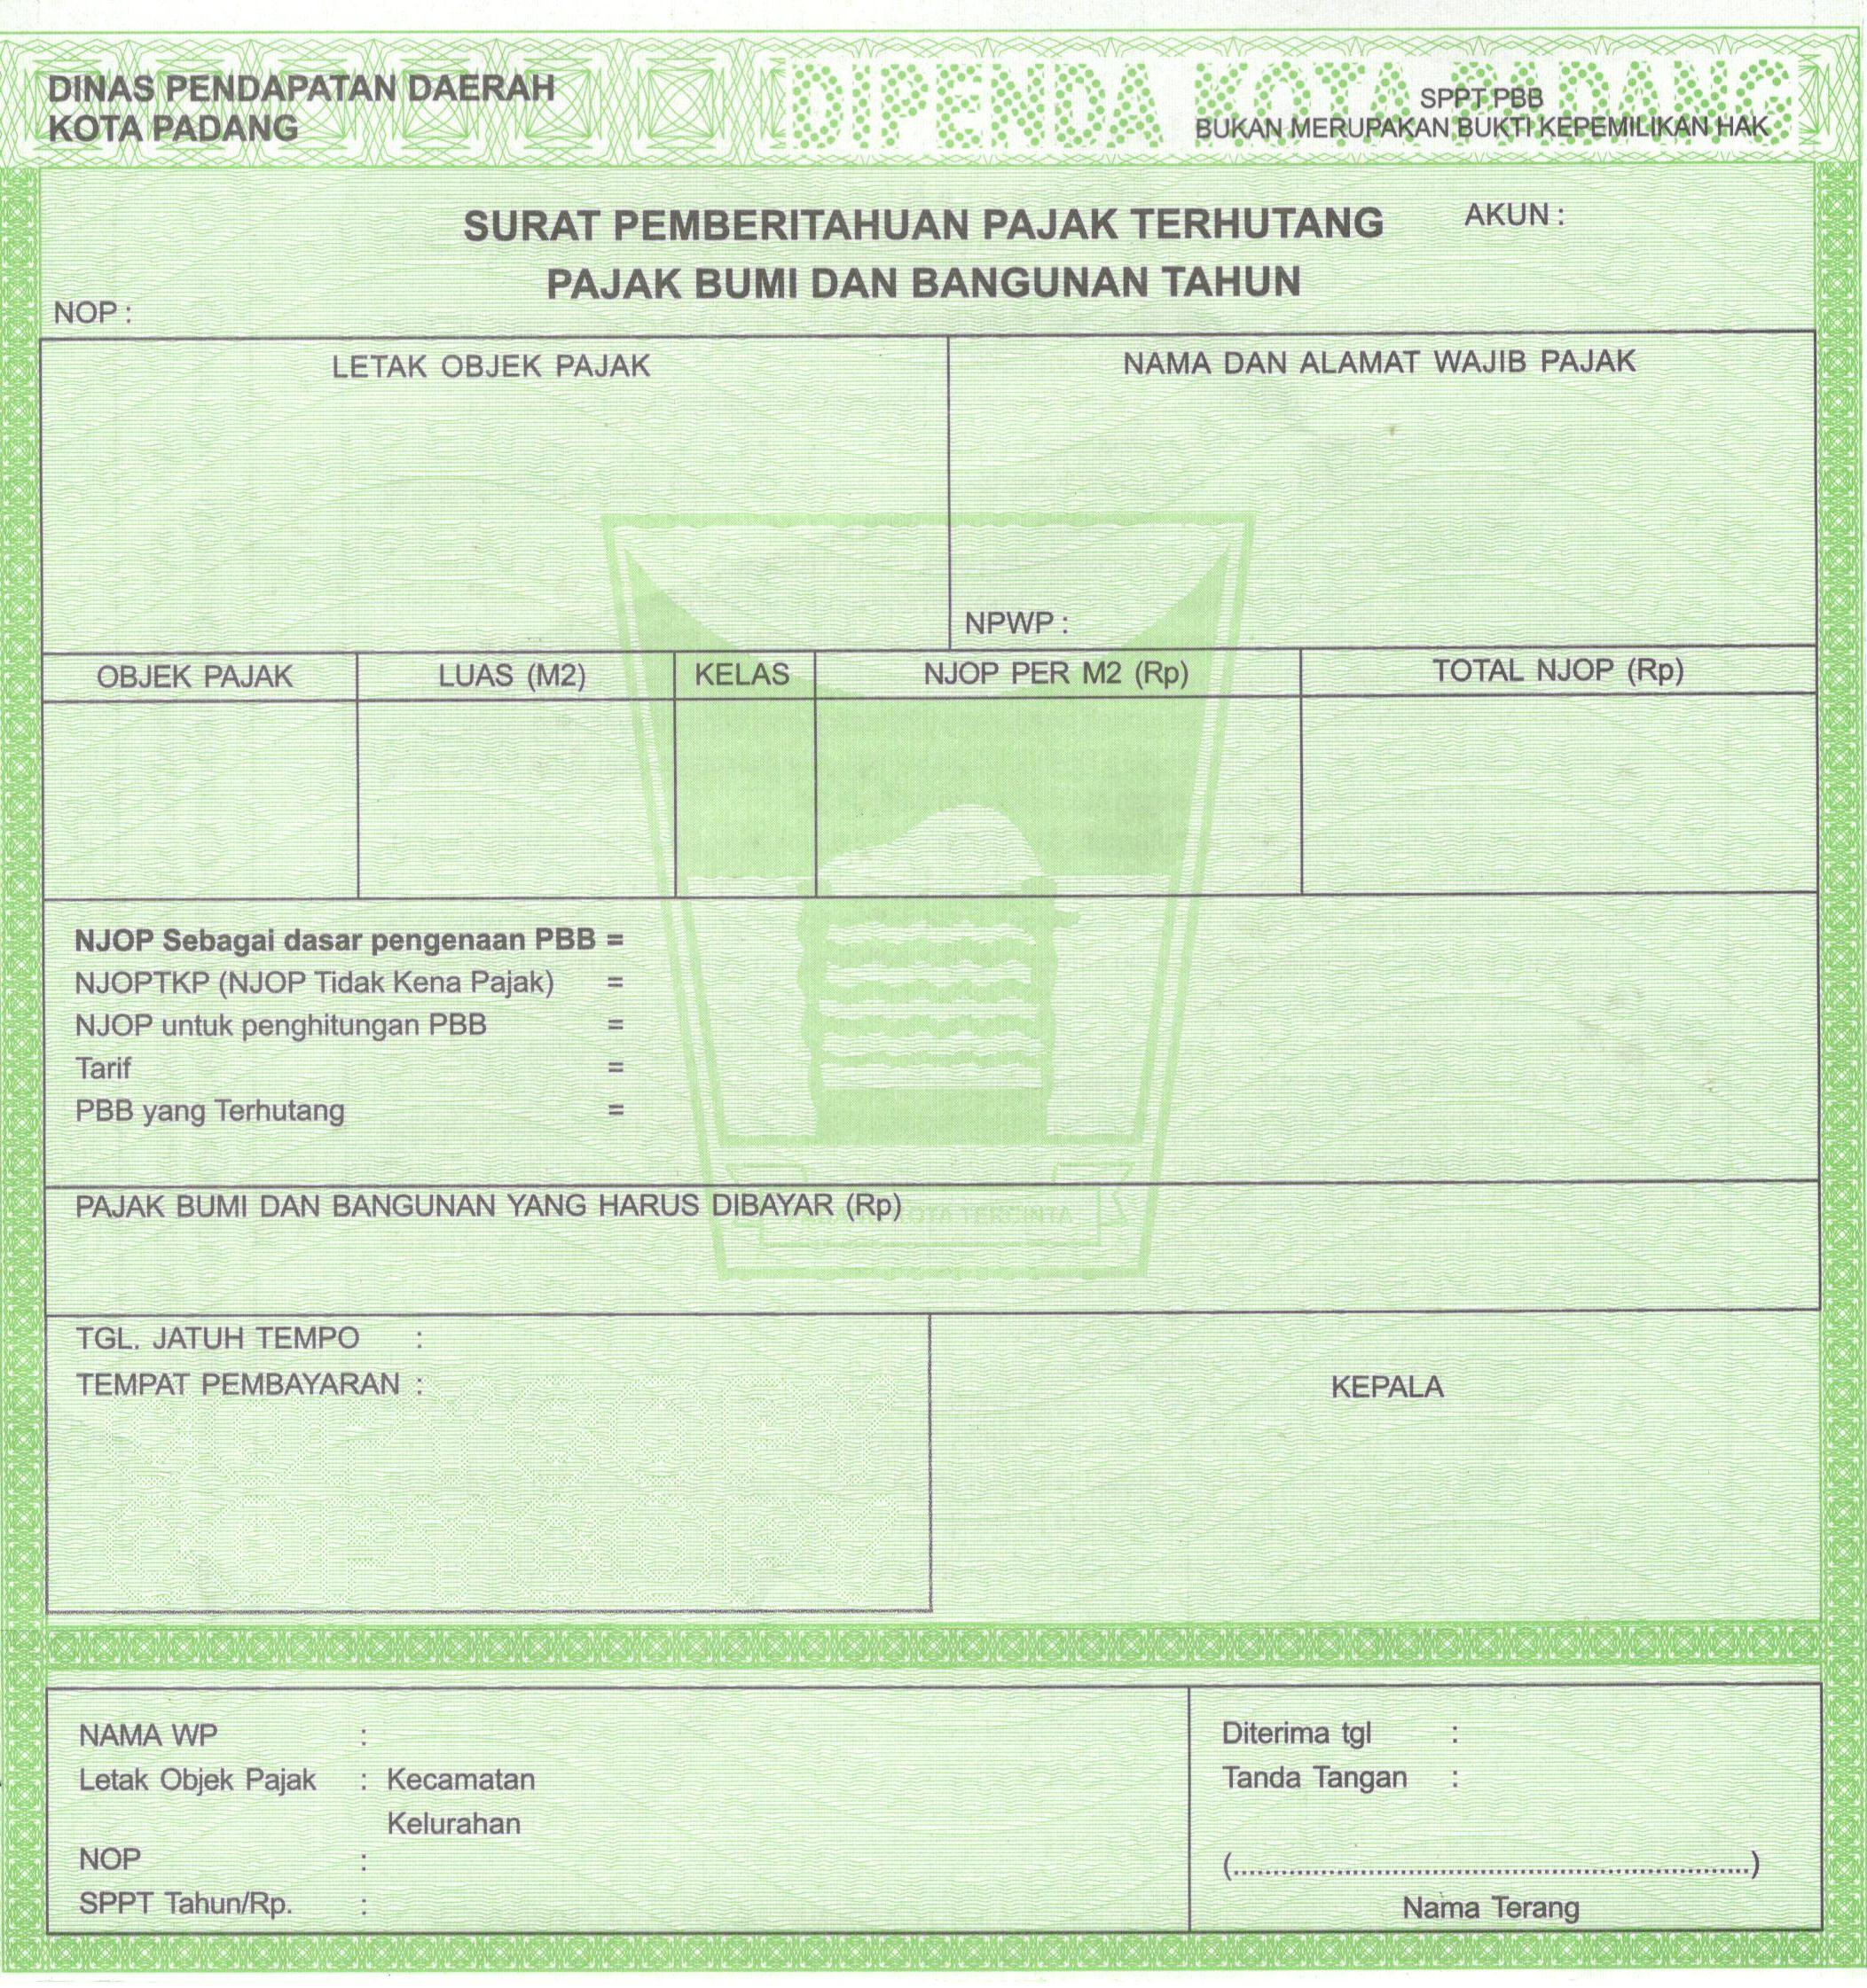 DINAS PENDAPATAN DAERAH
KOTA PADANG
DIPENDA KOTA PADANG
SPPT PBB
BUKAN MERUPAKAN BUKTI KEPEMILIKAN HAK
SURAT PEMBERITAHUAN PAJAK TERHUTANG
AKUN :
PAJAK BUMI DAN BANGUNAN TAHUN
NOP :
LETAK OBJEK PAJAK
NAMA DAN ALAMAT WAJIB PAJAK
NPWP :
OBJEK PAJAK LUAS (M2) KELAS NJOP PER M2 (Rp) TOTAL NJOP (Rp)
NJOP Sebagai dasar pengenaan PBB =
NJOPTKP (NJOP Tidak Kena Pajak) =
NJOP untuk penghitungan PBB =
Tarif =
PBB yang Terhutang =
PAJAK BUMI DAN BANGUNAN YANG HARUS DIBAYAR (Rp)
KOTA TERCINTA
TGL. JATUH TEMPO :
TEMPAT PEMBAYARAN :
KEPALA
NAMA WP :
Letak Objek Pajak : Kecamatan
Kelurahan
NOP :
SPPT Tahun/Rp. :
Diterima tgl :
Tanda Tangan :
(..............................................................)
Nama Terang